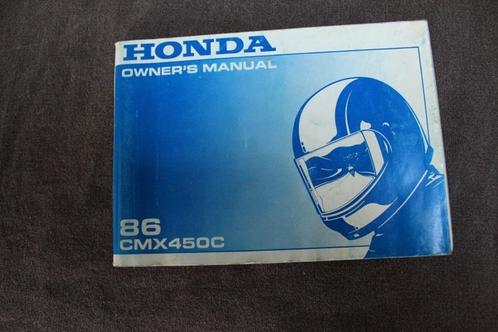 HONDA
OWNER'S MANUAL
86
CMX450C